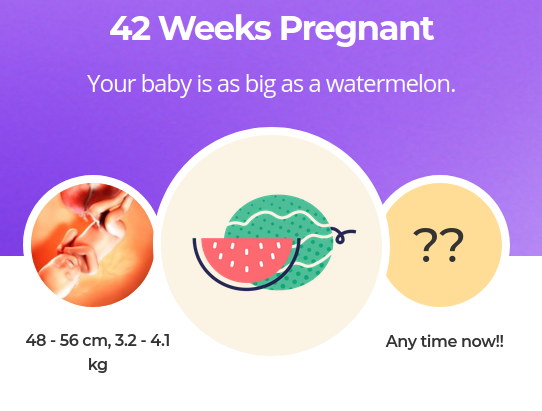 42 Weeks Pregnant
Your baby is as big as a watermelon.
??
48 - 56 cm, 3.2 - 4.1
kg
Any time now!!